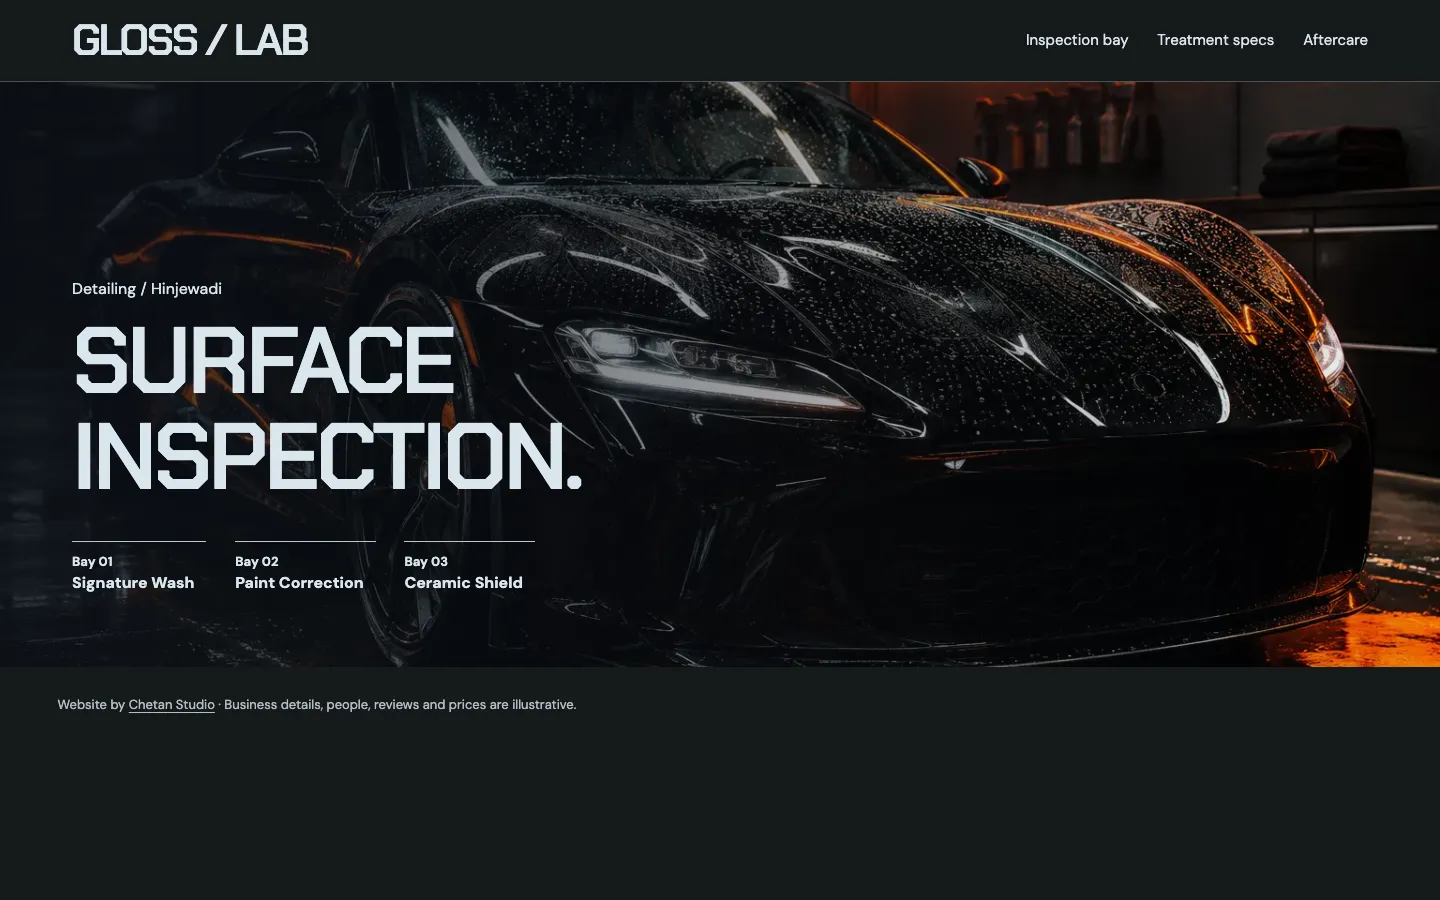 GLOSS / LAB
Inspection bay
Treatment specs
Aftercare
Detailing / Hinjewadi
SURFACE
INSPECTION.
Bay 01
Signature Wash
Bay 02
Paint Correction
Bay 03
Ceramic Shield
Website by Chetan Studio · Business details, people, reviews and prices are illustrative.